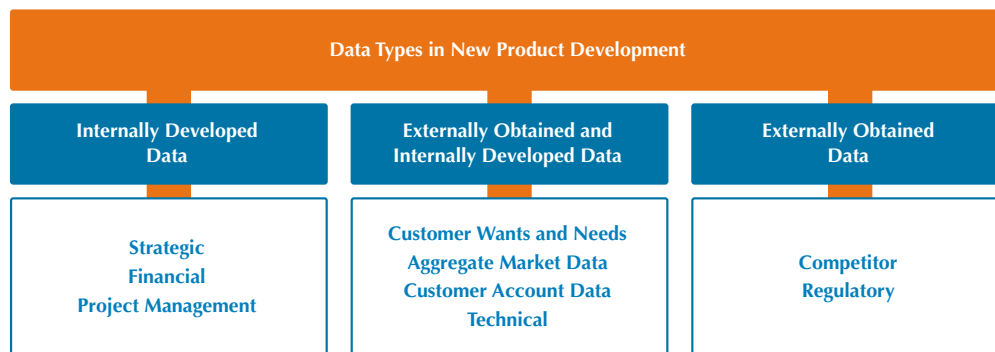 Data Types in New Product Development
Internally Developed
Data
Externally Obtained and
Internally Developed Data
Externally Obtained
Data
Strategic
Financial
Project Management
Customer Wants and Needs
Aggregate Market Data
Customer Account Data
Technical
Competitor
Regulatory